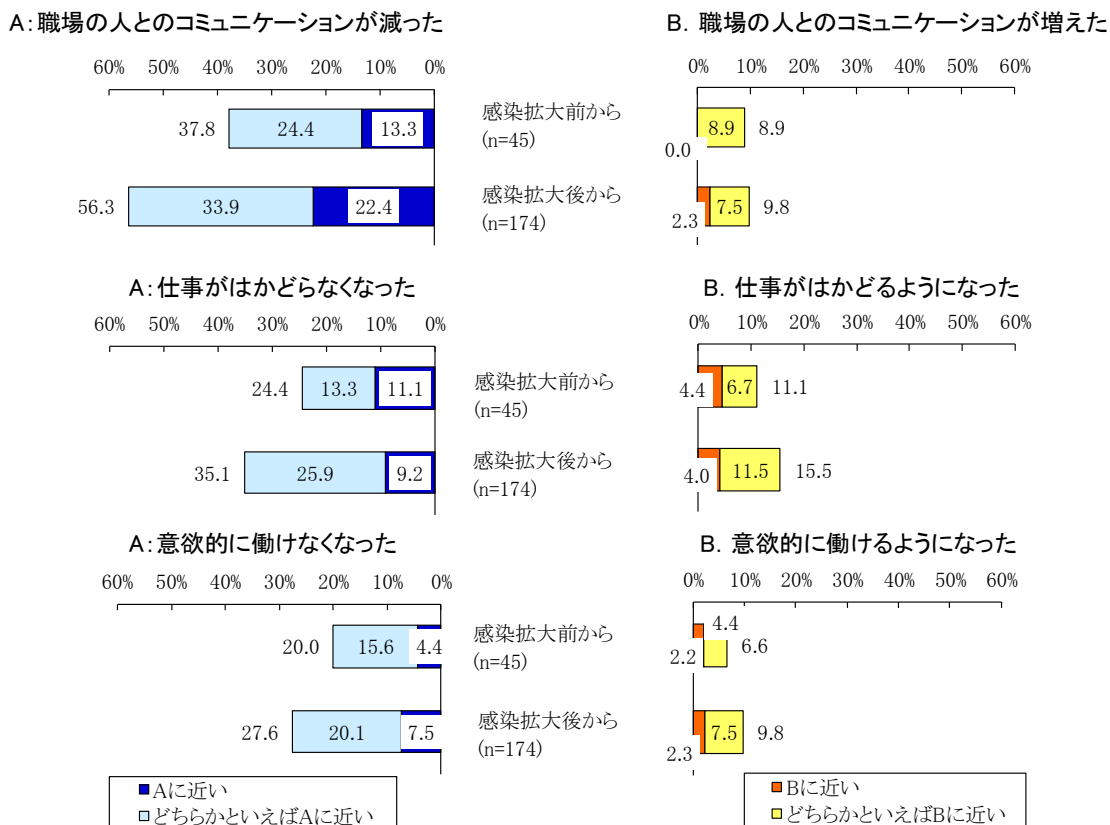 A：職場の人とのコミュニケーションが減った
B．職場の人とのコミュニケーションが増えた
60% 50% 40% 30% 20% 10% 0%
0% 10% 20% 30% 40% 50% 60%
37.8 24.4 13.3
感染拡大前から
(n=45)
8.9 8.9
0.0
56.3 33.9 22.4
感染拡大後から
(n=174)
7.5 9.8
2.3
A：仕事がはかどらなくなった
B．仕事がはかどるようになった
60% 50% 40% 30% 20% 10% 0%
0% 10% 20% 30% 40% 50% 60%
24.4 13.3 11.1
感染拡大前から
(n=45)
4.4 6.7 11.1
35.1 25.9 9.2
感染拡大後から
(n=174)
4.0 11.5 15.5
A：意欲的に働けなくなった
B．意欲的に働けるようになった
60% 50% 40% 30% 20% 10% 0%
0% 10% 20% 30% 40% 50% 60%
20.0 15.6 4.4
感染拡大前から
(n=45)
4.4
2.2 6.6
27.6 20.1 7.5
感染拡大後から
(n=174)
7.5 9.8
2.3
Aに近い
どちらかといえばAに近い
Bに近い
どちらかといえばBに近い